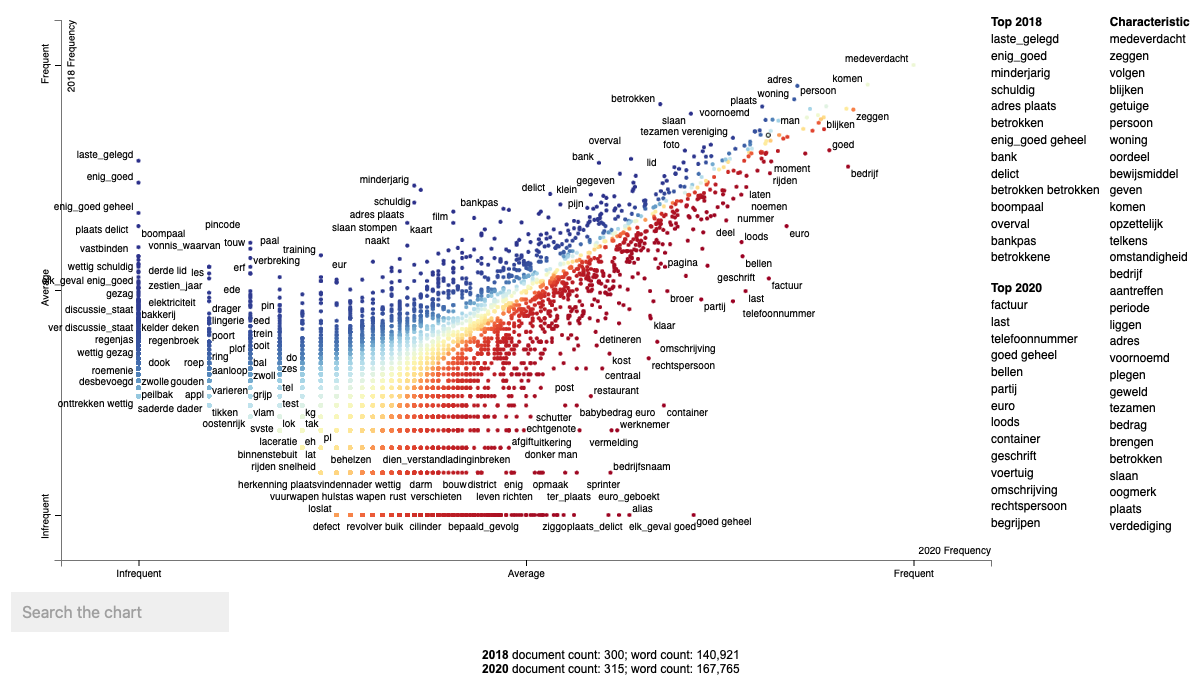 Top 2018
Characteristic
laste_gelegd
medeverdacht
enig_goed
zeggen
minderjarig
volgen
schuldig
blijken
adres plaats
getuige
betrokken
persoon
enig_goed geheel
woning
bank
oordeel
delict
bewijsmiddel
betrokken betrokken
geven
boompaal
komen
overval
opzettelijk
bankpas
telkens
betrokkene
omstandigheid
bedrijf
Top 2020
aantreffen
factuur
periode
last
liggen
telefoonnummer
adres
goed geheel
voornoemd
bellen
plegen
partij
geweld
euro
tezamen
loods
bedrag
container
brengen
geschrift
betrokken
voertuig
slaan
omschrijving
oogmerk
rechtspersoon
plaats
begrijpen
verdediging
Frequent
2018 Frequency
Average
Infrequent
medeverdacht
adres
komen
woning
persoon
betrokken
plaats
voornoemd
zeggen
slaan
man
blijken
tezamen vereniging
overval
foto
goed
laste_gelegd
bank
lid
moment
bedrijf
enig_goed
minderjarig
gegeven
rijden
delict
klein
laten
enig_goed geheel
schuldig
bankpas
pijn
noemen
adres plaats
film
nummer
plaats delict
boompaal
pincode
slaan stompen
kaart
deel
loods
euro
vastbinden
vonnis_waarvan
touw
paal
naakt
verbreking
training
pagina
bellen
wettig schuldig
derde lid
les
erf
eur
geschrift
elk_geval enig_goed
zestien_jaar
factuur
gezag
ede
broer
last
partij
elektriciteit
drager
pin
telefoonnummer
discussie_staat
bakkerij
lingerie
eed
klaar
ver discussie_staat
kelder deken
poort
trein
detineren
regenjas
regenbroek
plof
ooit
omschrijving
wettig gezag
ring
do
kost
rechtspersoon
dook
roep
bal
roemenie
aanloop
zes
zwoll
centraal
desbevoegd
zwolle
gouden
tel
post
restaurant
peilbak
appl
varieren
grijp
onttrekken wettig
saderde dader
test
tikken
vlam
kg
schutter
babybedrag euro
container
oostenrijk
svste
lok
tak
echtgenote
werknemer
laceratie
eh
pl
afgifuitkering
vermelding
binnenstebuit
lat
behelzen
dien_verstandladinginbreken
donker man
rijden snelheid
bedrijfsnaam
herkenning plaatsvindennader wettig
darm
bouwdistrict
enig
opmaak
sprinter
vuurwapen huistas wapen
rust
verschieten
leven richten
ter_plaats
euro_geboekt
loslat
alias
defect
revolver buik
cilinder
bepaald_gevolg
ziggoplaats_delict
elk_geval goed
goed geheel
2020 Frequency
Infrequent
Average
Frequent
Search the chart
2018 document count: 300; word count: 140,921
2020 document count: 315; word count: 167,765